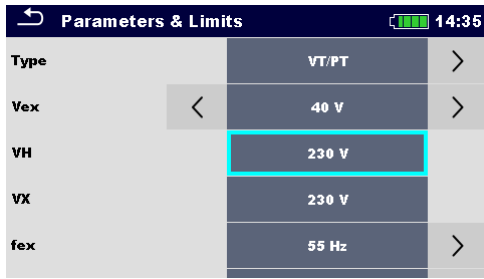 Parameters & Limits 14:35
Type VT/PT
Vex 40 V
VH 230 V
VX 230 V
fex 55 Hz